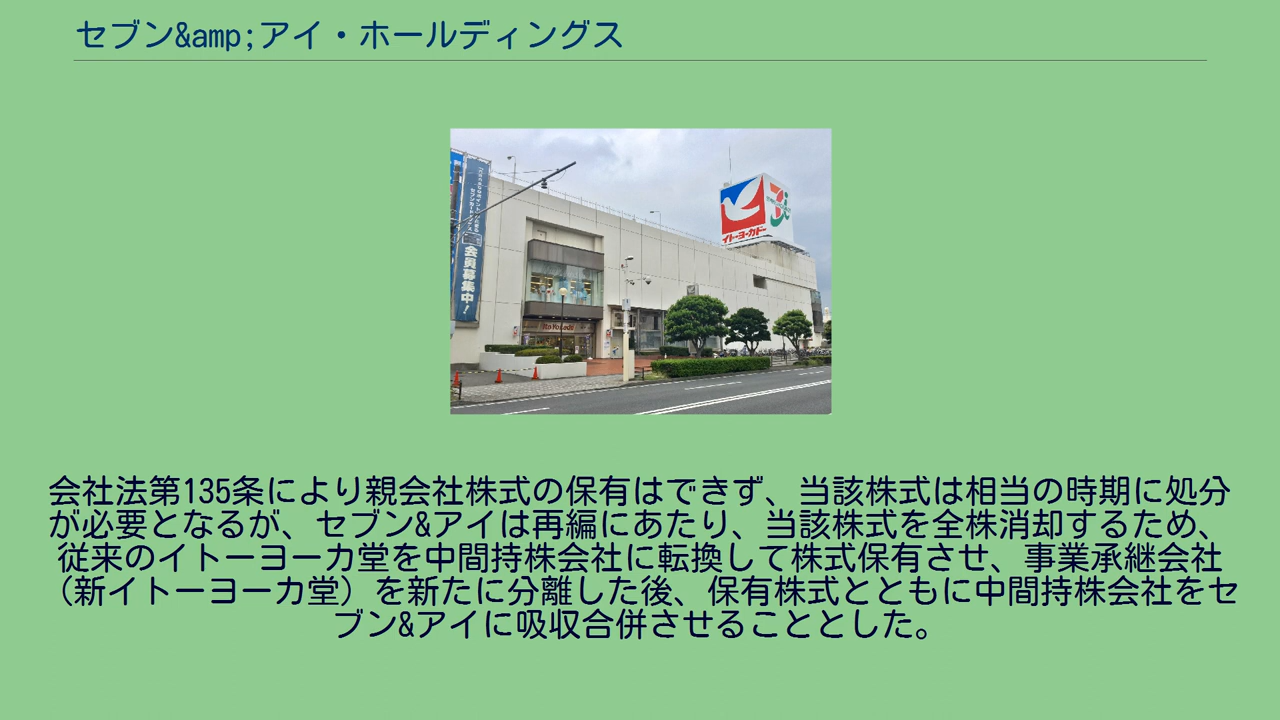 セブン&amp;アイ・ホールディングス
会員募集中!
イトーヨーカドー
Ito Yokado
会社法第135条により親会社株式の保有はできず、当該株式は相当の時期に処分
が必要となるが、セブン&アイは再編にあたり、当該株式を全株消却するため、
従来のイトーヨーカ堂を中間持株会社に転換して株式保有させ、事業承継会社
（新イトーヨーカ堂）を新たに分離した後、保有株式とともに中間持株会社をセ
ブン&アイに吸収合併させることとした。